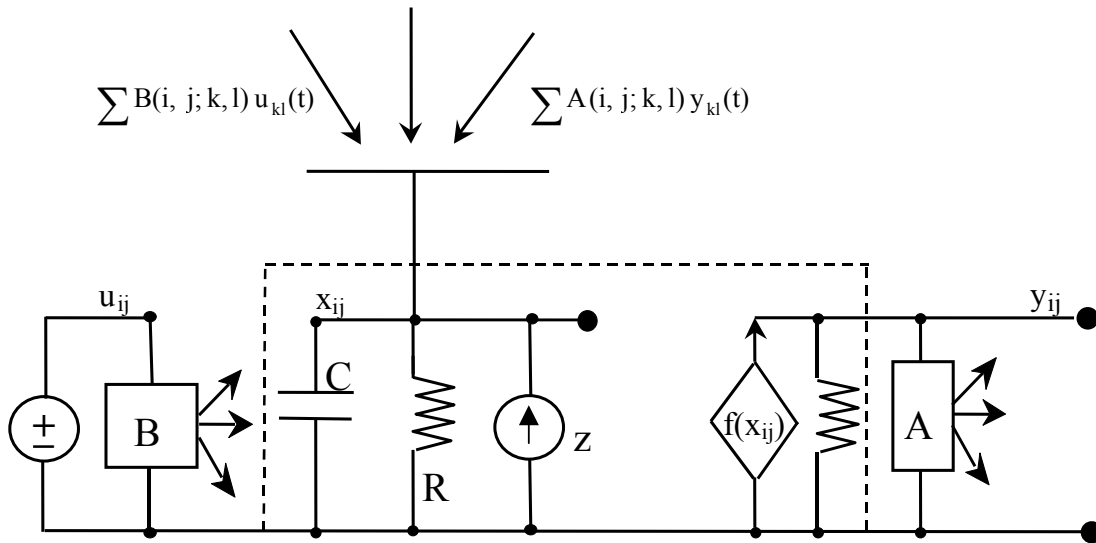 ∑ B(i, j; k, l) u_kl(t)
∑ A(i, j; k, l) y_kl(t)
u_ij
x_ij
y_ij
C
+
−
B
z
f(x_ij)
A
R